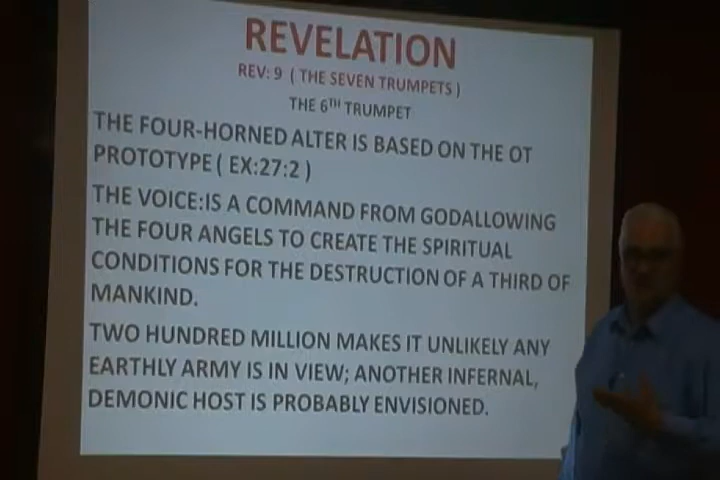 REVELATION
REV: 9 ( THE SEVEN TRUMPETS )
THE 6TH TRUMPET
THE FOUR-HORNED ALTER IS BASED ON THE OT
PROTOTYPE ( EX:27:2 )
THE VOICE:IS A COMMAND FROM GODALLOWING
THE FOUR ANGELS TO CREATE THE SPIRITUAL
CONDITIONS FOR THE DESTRUCTION OF A THIRD OF
MANKIND.
TWO HUNDRED MILLION MAKES IT UNLIKELY ANY
EARTHLY ARMY IS IN VIEW; ANOTHER INFERNAL,
DEMONIC HOST IS PROBABLY ENVISIONED.